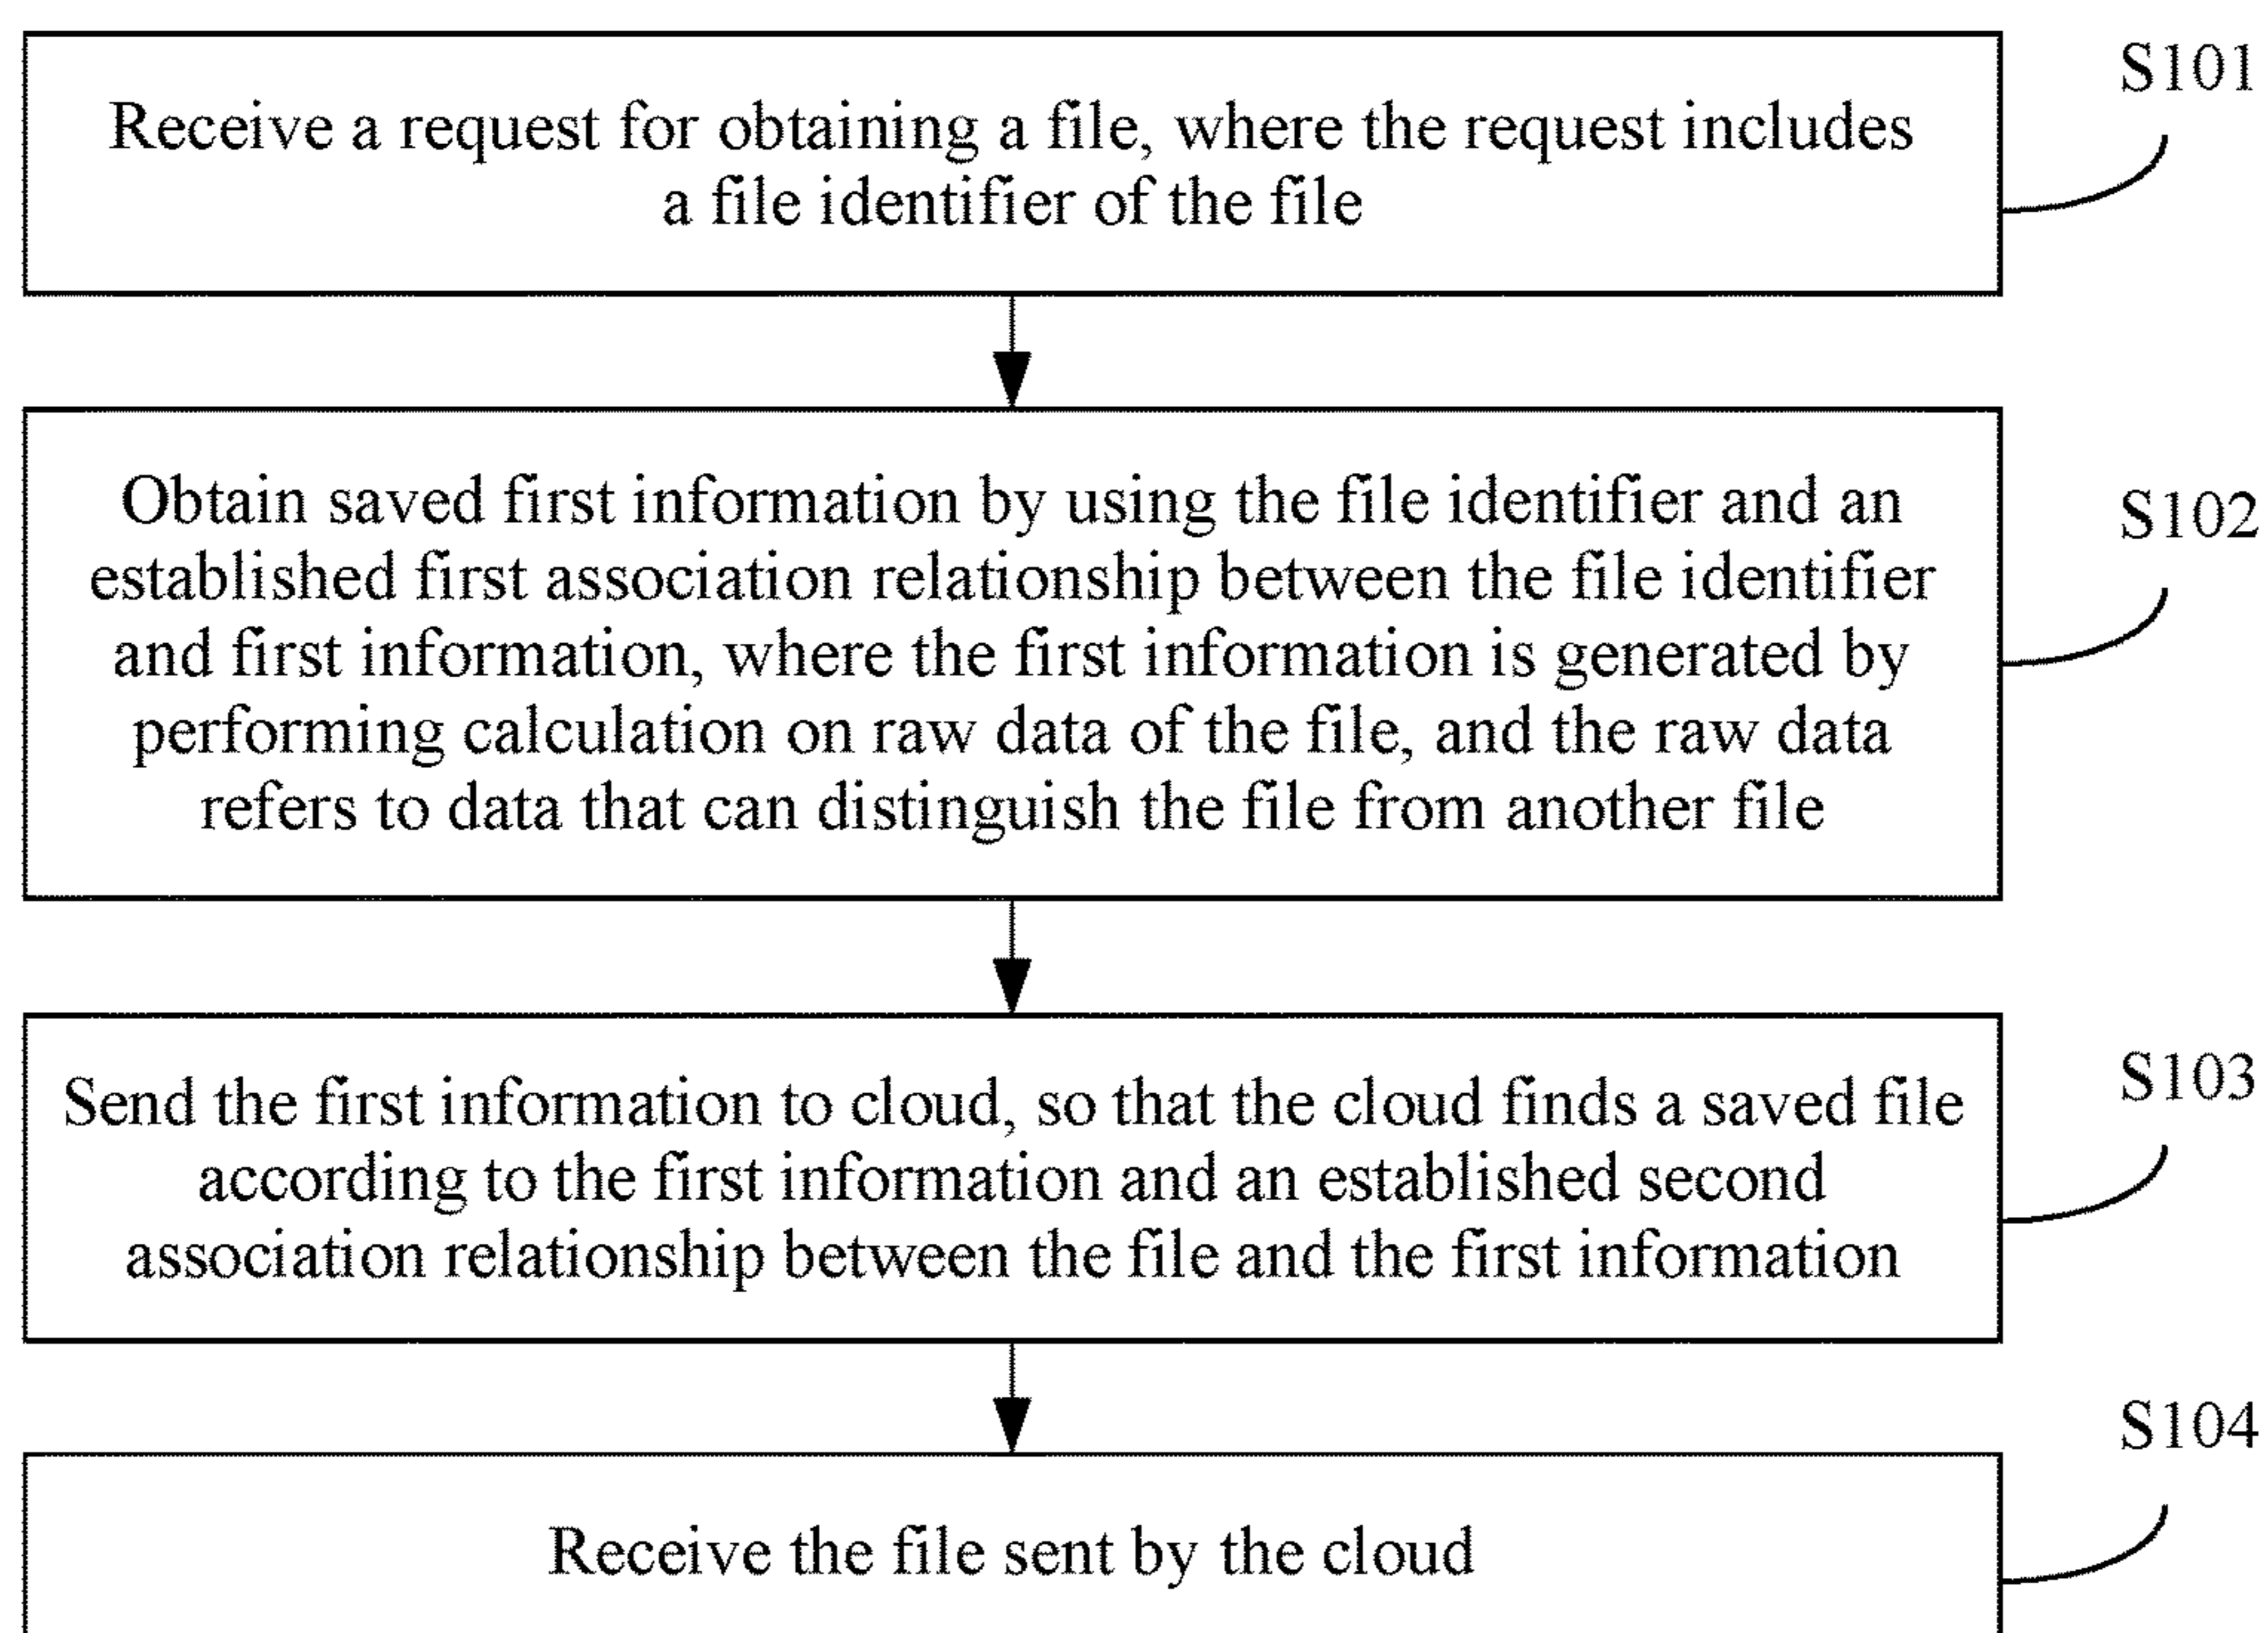 S101
Receive a request for obtaining a file, where the request includes
a file identifier of the file
Obtain saved first information by using the file identifier and an
established first association relationship between the file identifier
and first information, where the first information is generated by
performing calculation on raw data of the file, and the raw data
refers to data that can distinguish the file from another file
S102
Send the first information to cloud, so that the cloud finds a saved file
according to the first information and an established second
association relationship between the file and the first information
S103
S104
Receive the file sent by the cloud